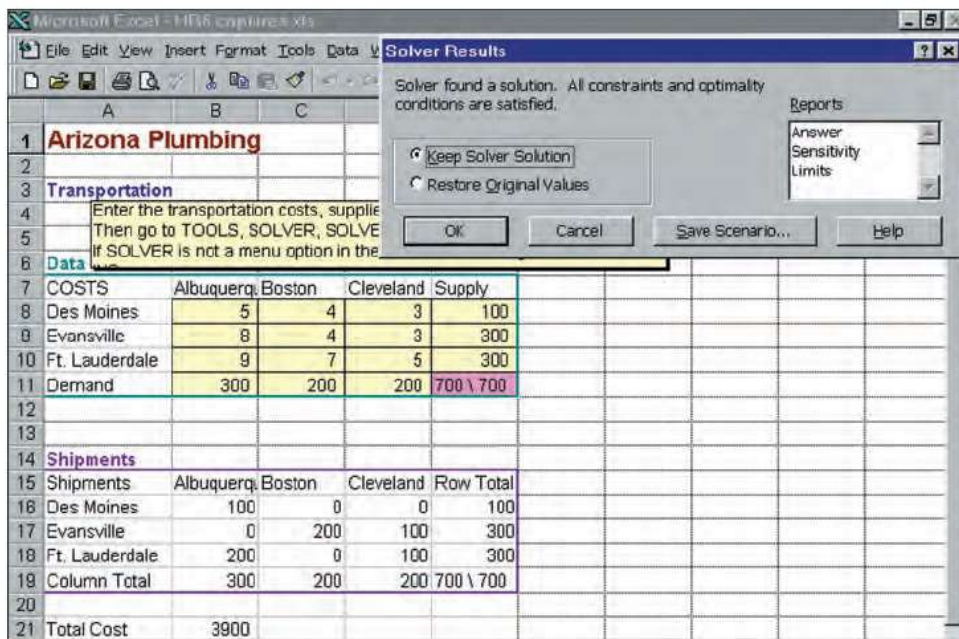 Microsoft Excel - HR6 captures.xls
File Edit View Insert Format Tools Data W
Solver Results
Solver found a solution. All constraints and optimality
conditions are satisfied.
Keep Solver Solution
Restore Original Values
Reports
Answer
Sensitivity
Limits
OK Cancel Save Scenario... Help
A B C
1 Arizona Plumbing
2
3 Transportation
4 Enter the transportation costs, supplie
5 Then go to TOOLS, SOLVER, SOLVE
If SOLVER is not a menu option in the
6 Data
7 COSTS Albuquerq Boston Cleveland Supply
8 Des Moines 5 4 3 100
9 Evansville 8 4 3 300
10 Ft. Lauderdale 9 7 5 300
11 Demand 300 200 200 700 \ 700
12
13
14 Shipments
15 Shipments Albuquerq Boston Cleveland Row Total
16 Des Moines 100 0 0 100
17 Evansville 0 200 100 300
18 Ft. Lauderdale 200 0 100 300
19 Column Total 300 200 200 700 \ 700
20
21 Total Cost 3900